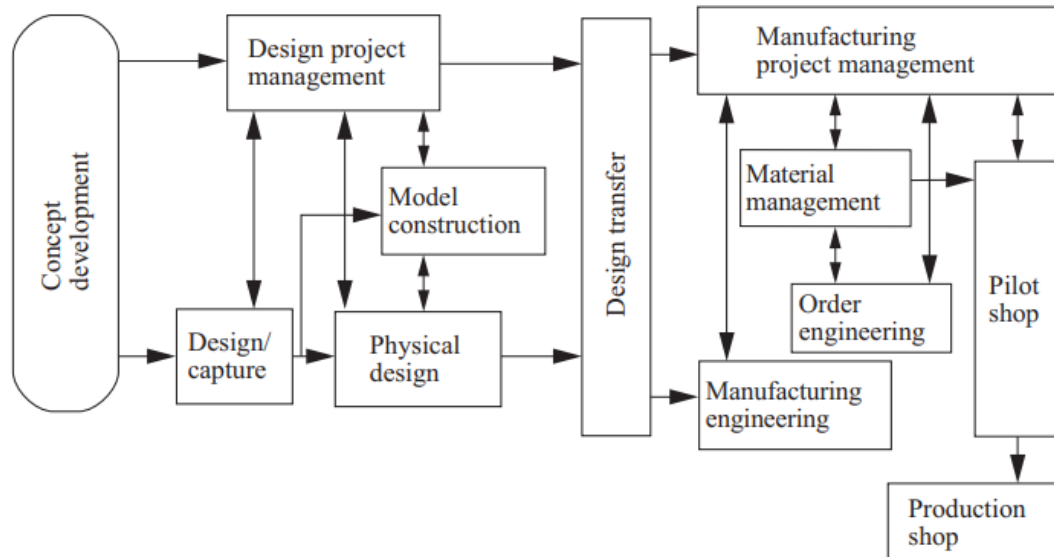 Concept
development
Design project
management
Model
construction
Design/
capture
Physical
design
Design transfer
Manufacturing
project management
Material
management
Order
engineering
Manufacturing
engineering
Pilot
shop
Production
shop